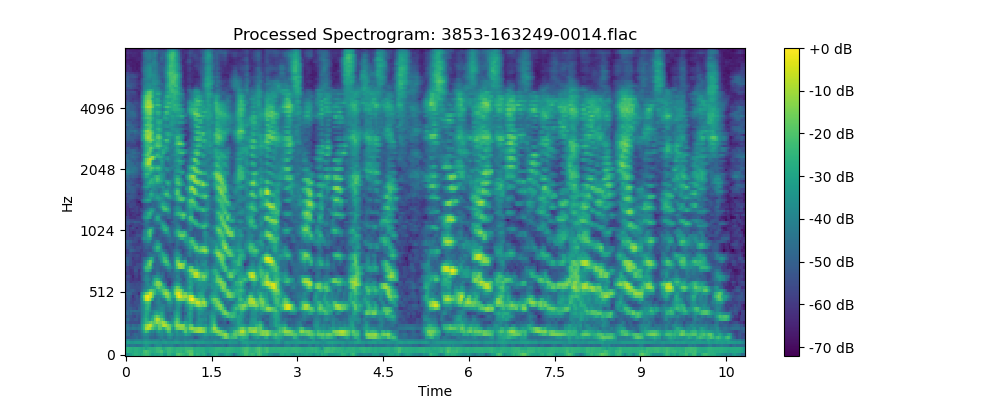 Processed Spectrogram: 3853-163249-0014.flac
+0 dB
4096
-10 dB
-20 dB
2048
-30 dB
Hz
1024
-40 dB
-50 dB
512
-60 dB
0
-70 dB
0 1.5 3 4.5 6 7.5 9 10
Time